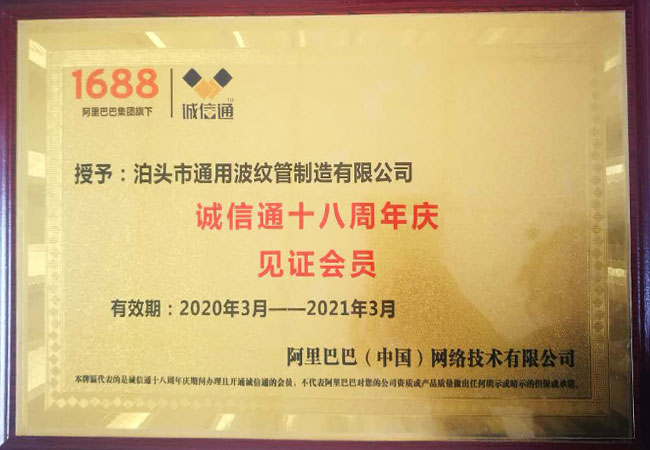 1688
阿里巴巴集团旗下
诚信通™
授予：泊头市通用波纹管制造有限公司
诚信通十八周年庆
见证会员
有效期：2020年3月——2021年3月
阿里巴巴（中国）网络技术有限公司
本牌匾代表的是诚信通十八周年庆期间办理且开通诚信通的会员，不代表阿里巴巴对您的公司资质或产品质量做出任何明示或暗示的担保或承诺。